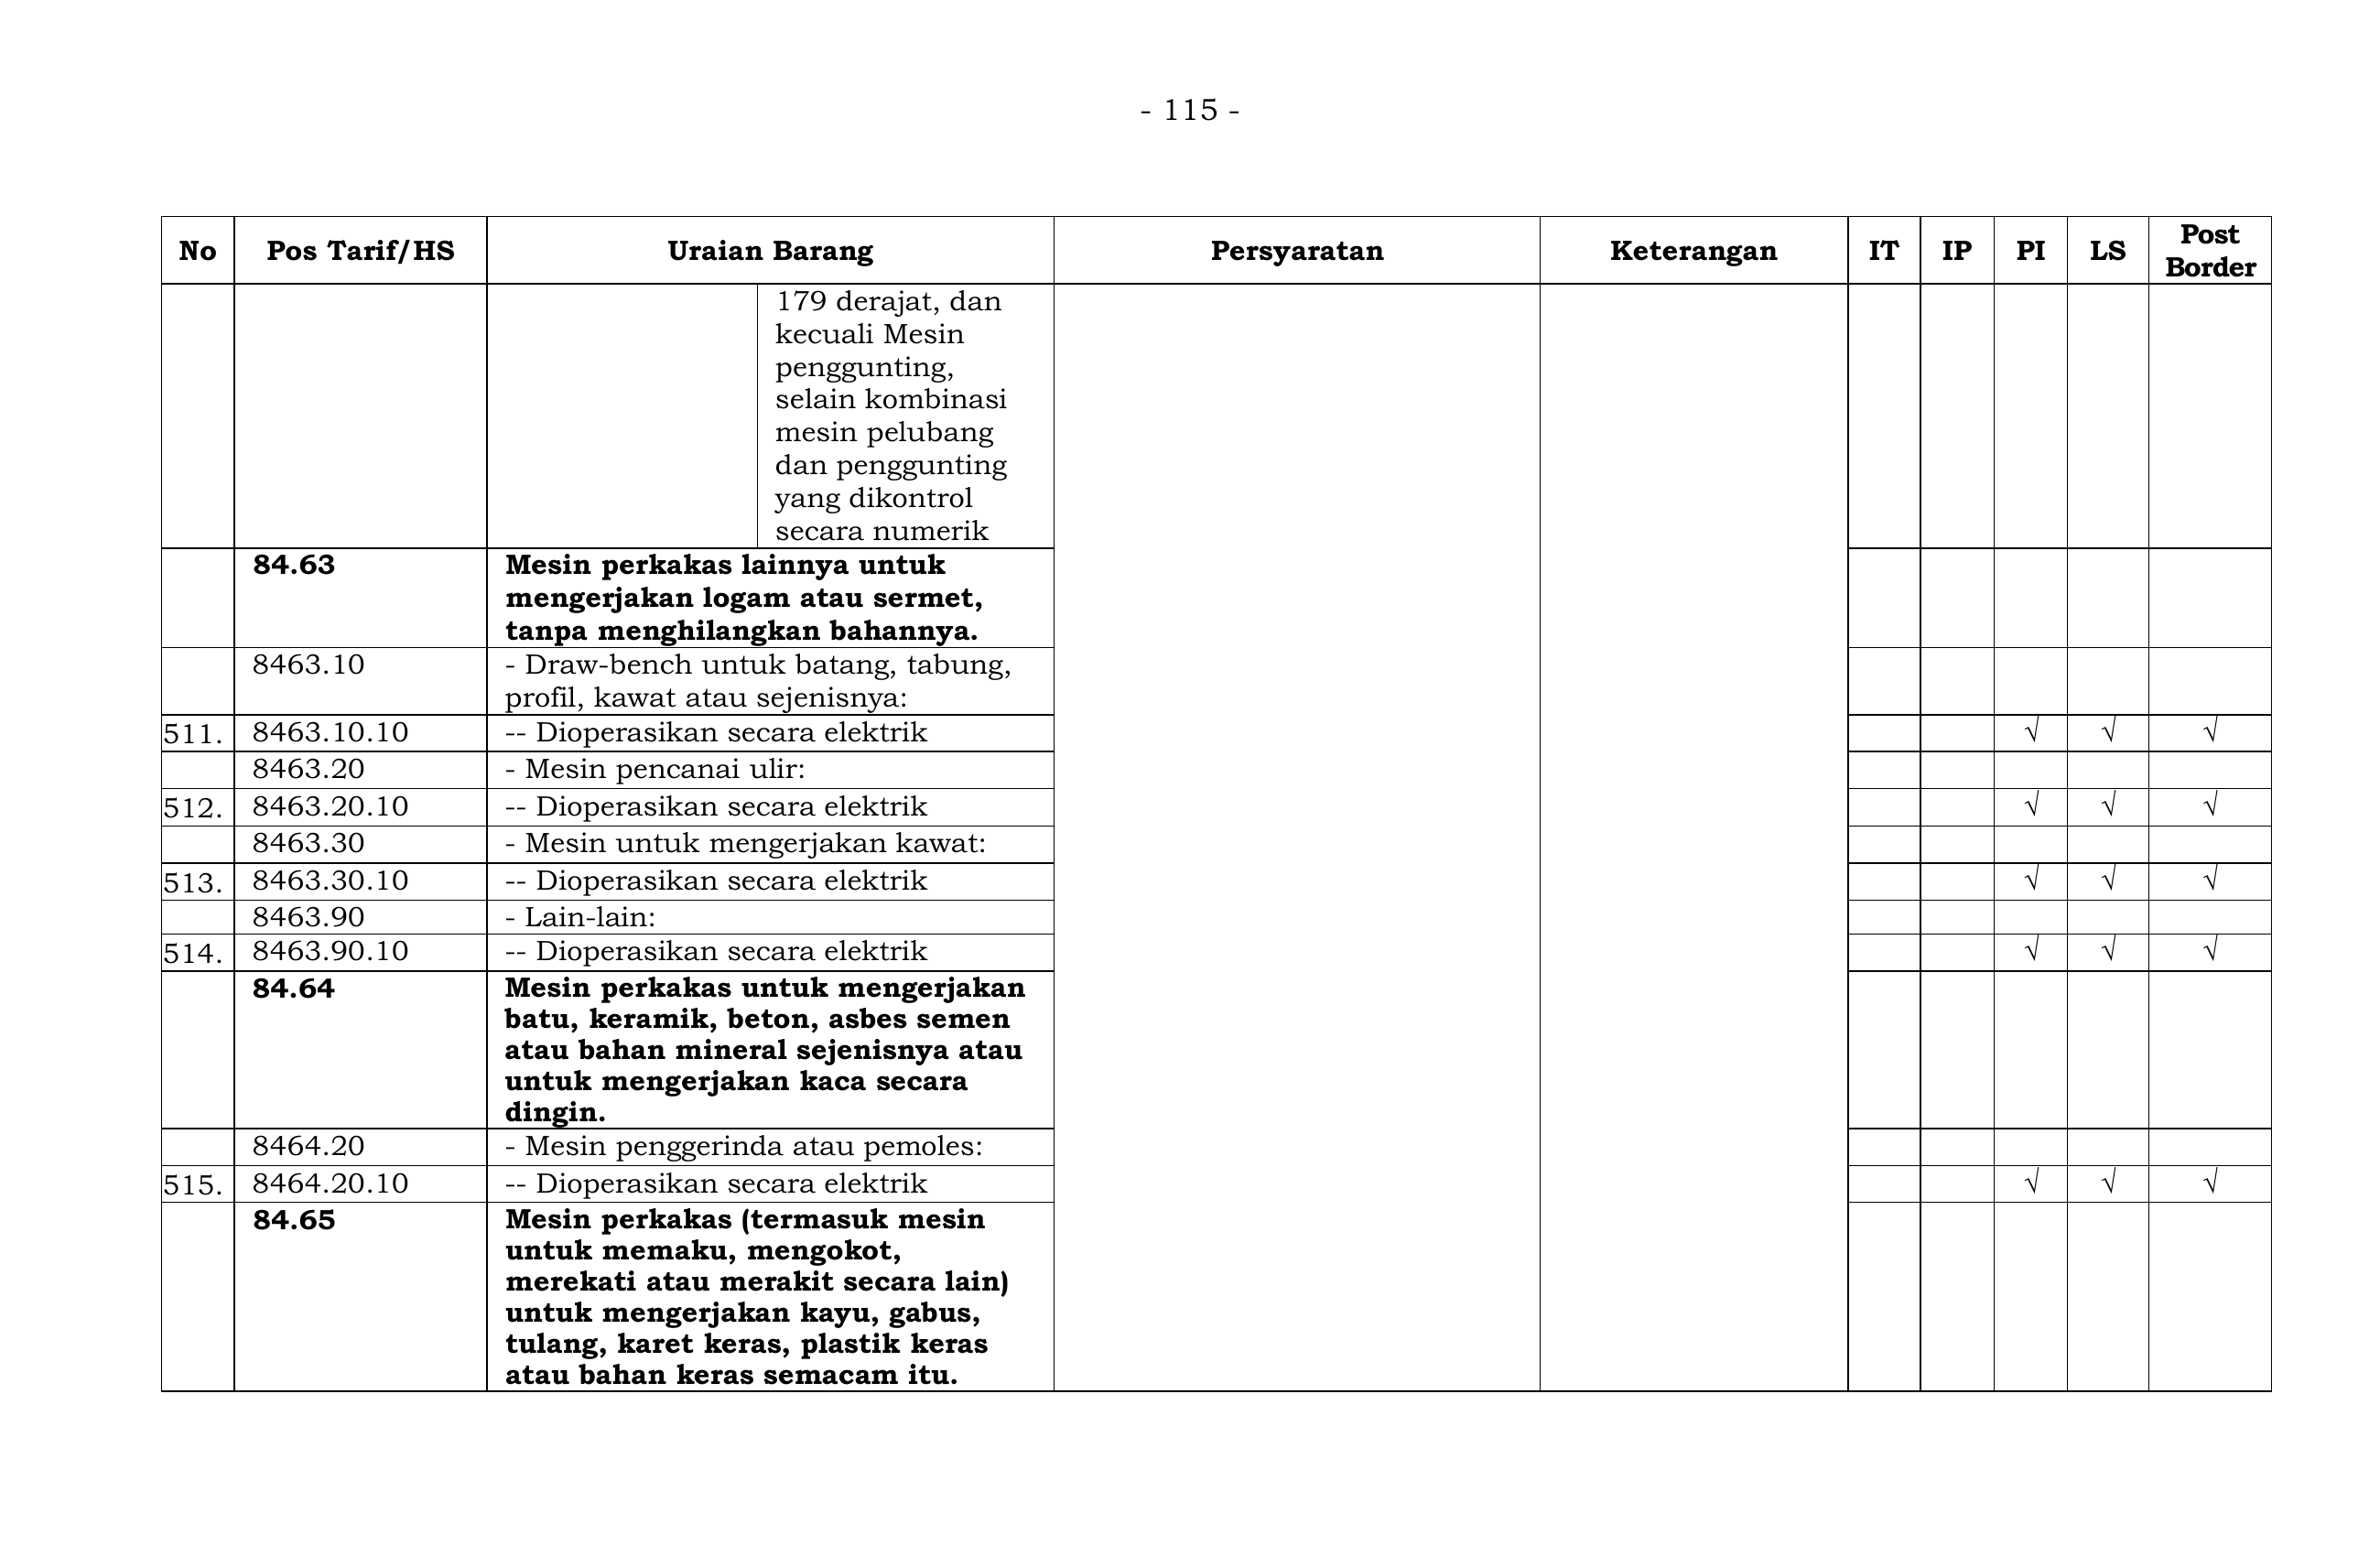 - 115 -
No Pos Tarif/HS Uraian Barang Persyaratan Keterangan IT IP PI LS Post Border
179 derajat, dan
kecuali Mesin
penggunting,
selain kombinasi
mesin pelubang
dan penggunting
yang dikontrol
secara numerik
84.63 Mesin perkakas lainnya untuk
mengerjakan logam atau sermet,
tanpa menghilangkan bahannya.
8463.10 - Draw-bench untuk batang, tabung,
profil, kawat atau sejenisnya:
511. 8463.10.10 -- Dioperasikan secara elektrik √ √ √
8463.20 - Mesin pencanai ulir:
512. 8463.20.10 -- Dioperasikan secara elektrik √ √ √
8463.30 - Mesin untuk mengerjakan kawat:
513. 8463.30.10 -- Dioperasikan secara elektrik √ √ √
8463.90 - Lain-lain:
514. 8463.90.10 -- Dioperasikan secara elektrik √ √ √
84.64 Mesin perkakas untuk mengerjakan
batu, keramik, beton, asbes semen
atau bahan mineral sejenisnya atau
untuk mengerjakan kaca secara
dingin.
8464.20 - Mesin penggerinda atau pemoles:
515. 8464.20.10 -- Dioperasikan secara elektrik √ √ √
84.65 Mesin perkakas (termasuk mesin
untuk memaku, mengokot,
merekati atau merakit secara lain)
untuk mengerjakan kayu, gabus,
tulang, karet keras, plastik keras
atau bahan keras semacam itu.